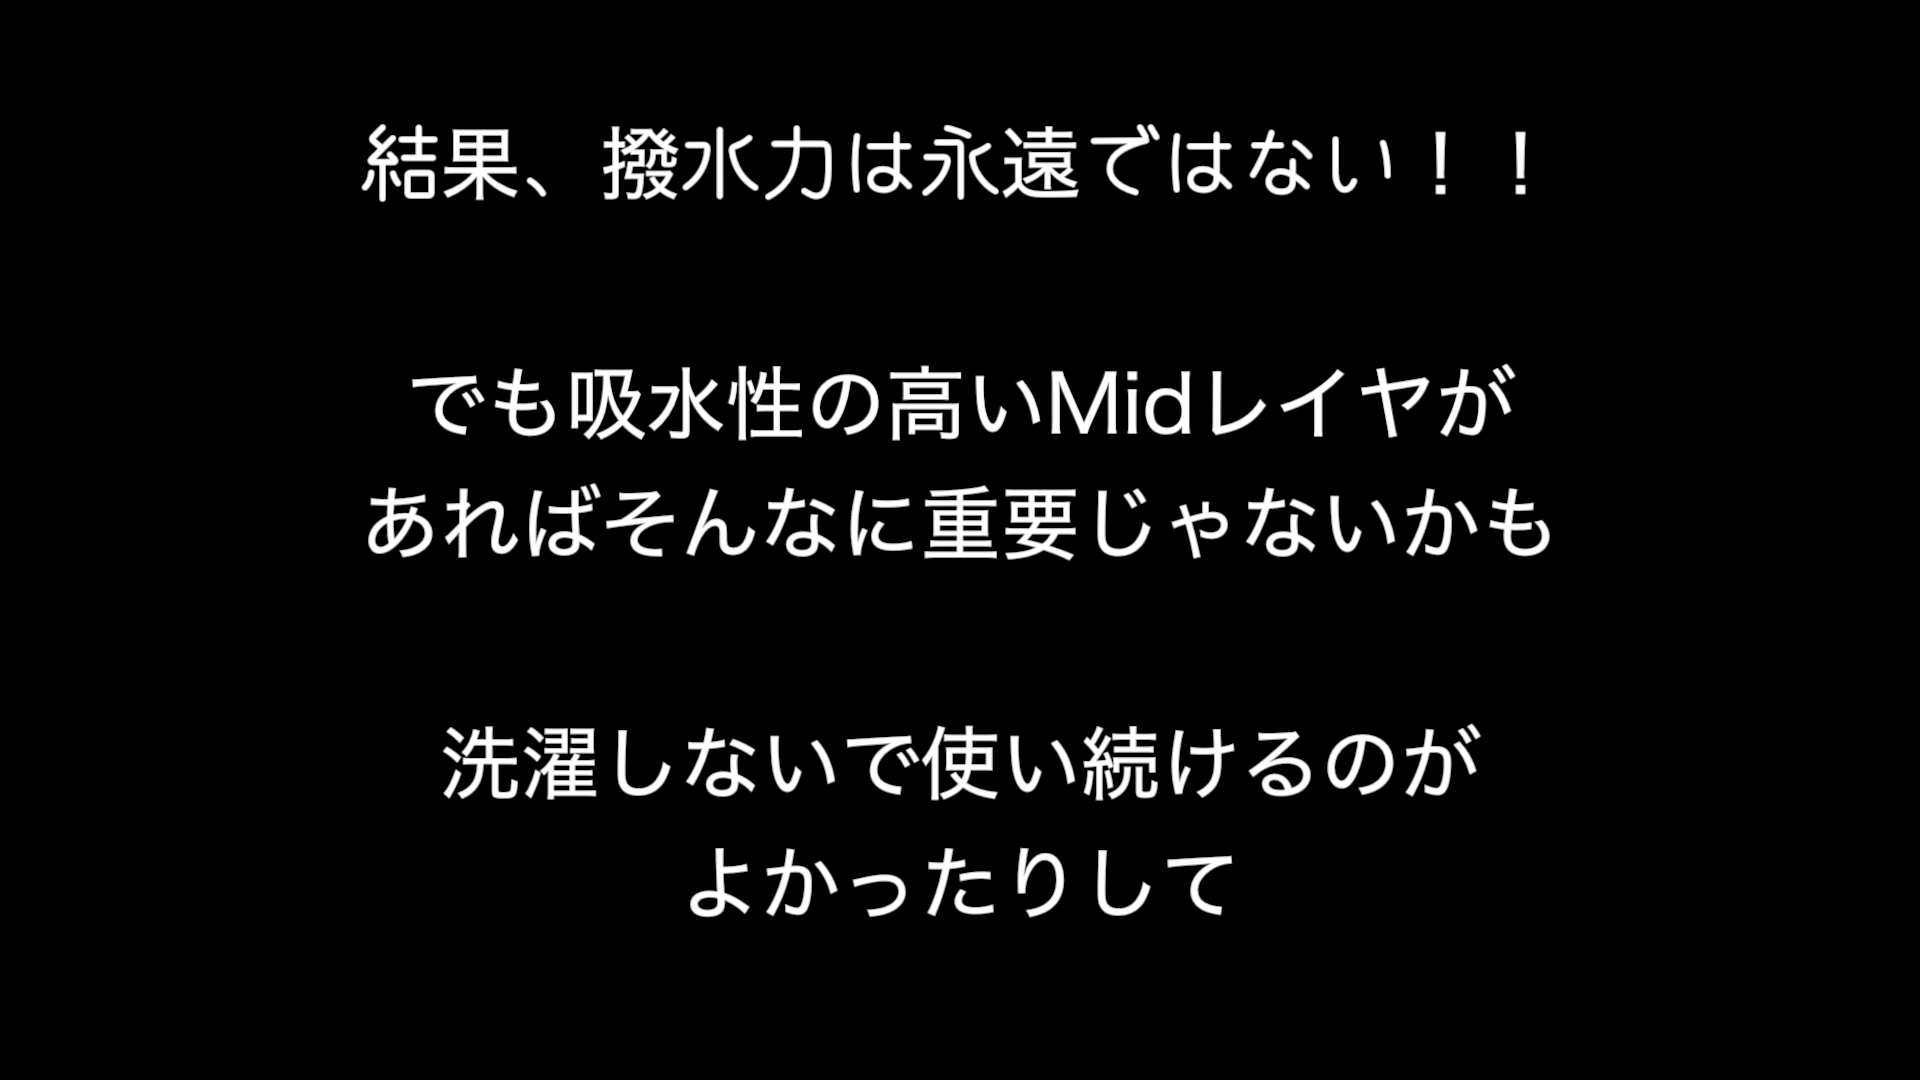 結果、撥水力は永遠ではない！！
でも吸水性の高いMidレイヤが
あればそんなに重要じゃないかも
洗濯しないで使い続けるのが
よかったりして